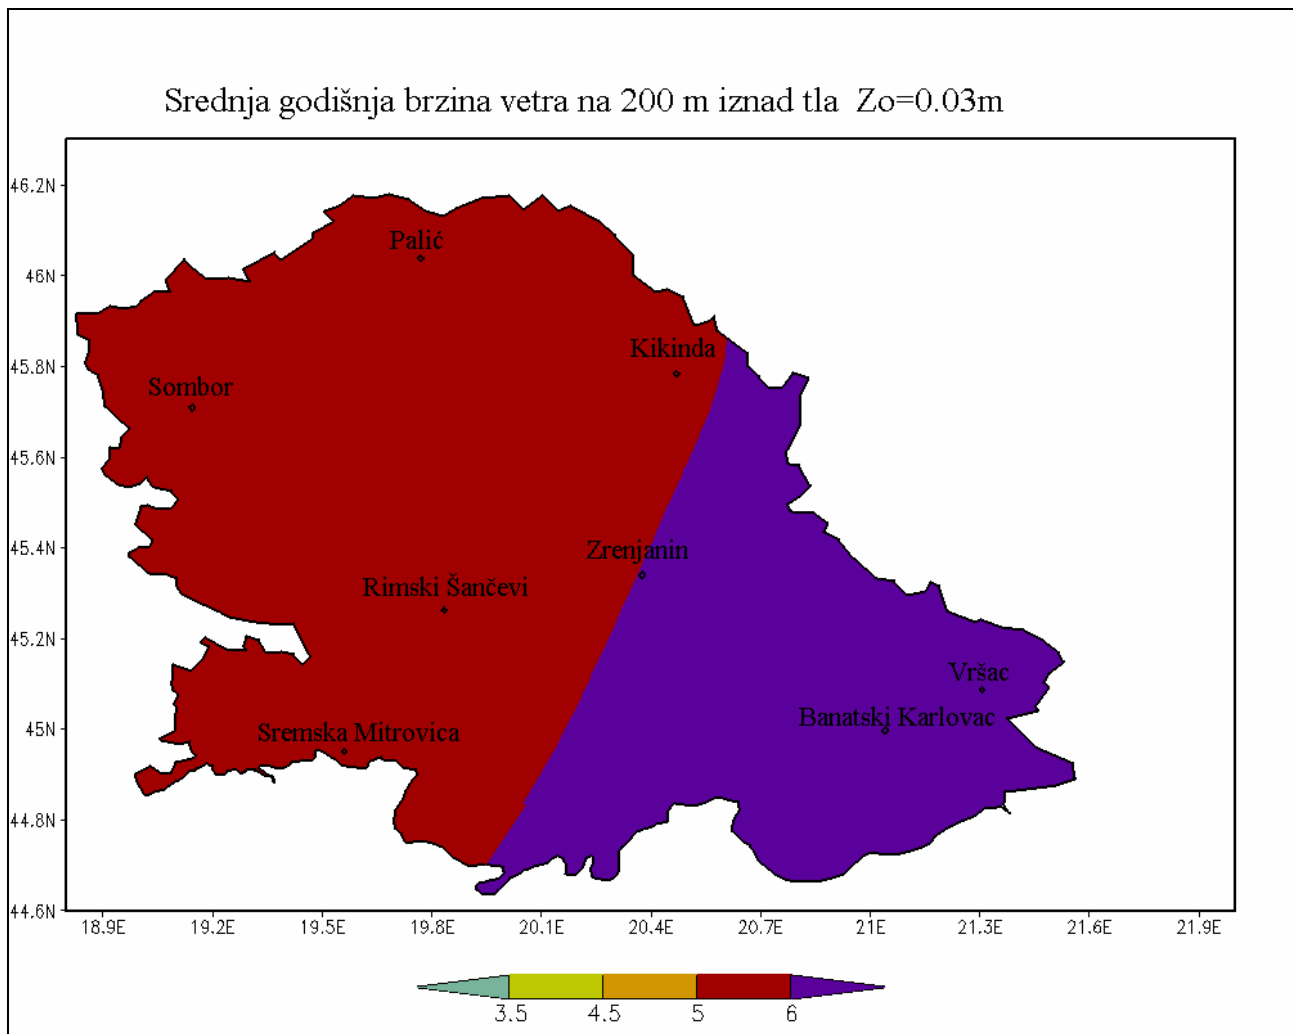 Srednja godišnja brzina vetra na 200 m iznad tla Zo=0.03m
46.2N
46N
45.8N
45.6N
45.4N
45.2N
45N
44.8N
44.6N
Palić
Kikinda
Sombor
Zrenjanin
Rimski Šančevi
Vršac
Banatski Karlovac
Sremska Mitrovica
18.9E 19.2E 19.5E 19.8E 20.1E 20.4E 20.7E 21E 21.3E 21.6E 21.9E
3.5 4.5 5 6